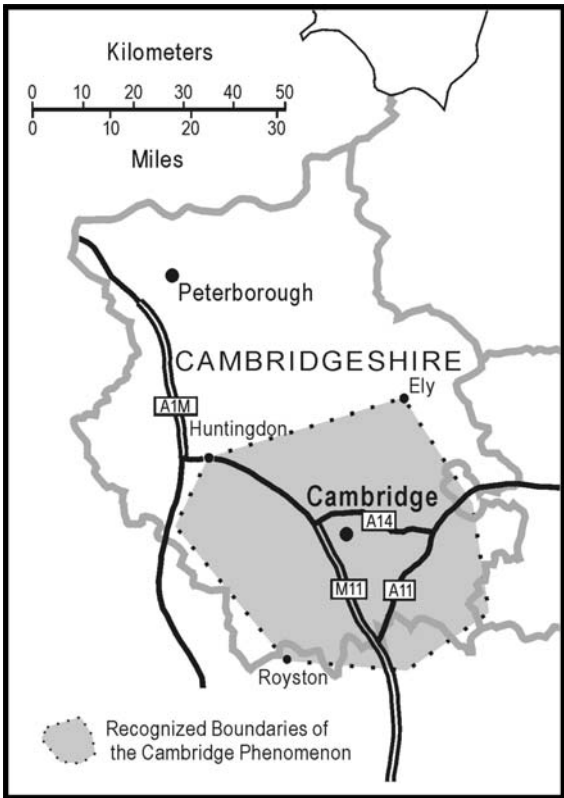 Kilometers
0 10 20 30 40 50
0 10 20 30
Miles
Peterborough
CAMBRIDGESHIRE
Ely
A1M
Huntingdon
Cambridge
A14
M11
A11
Royston
Recognized Boundaries of
the Cambridge Phenomenon